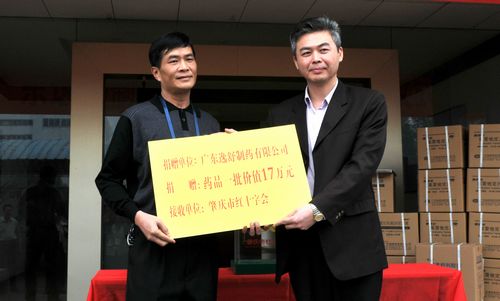 捐赠单位:广东逸舒制药有限公司
捐 赠:药品一批价值17万元
接收单位:肇庆市红十字会